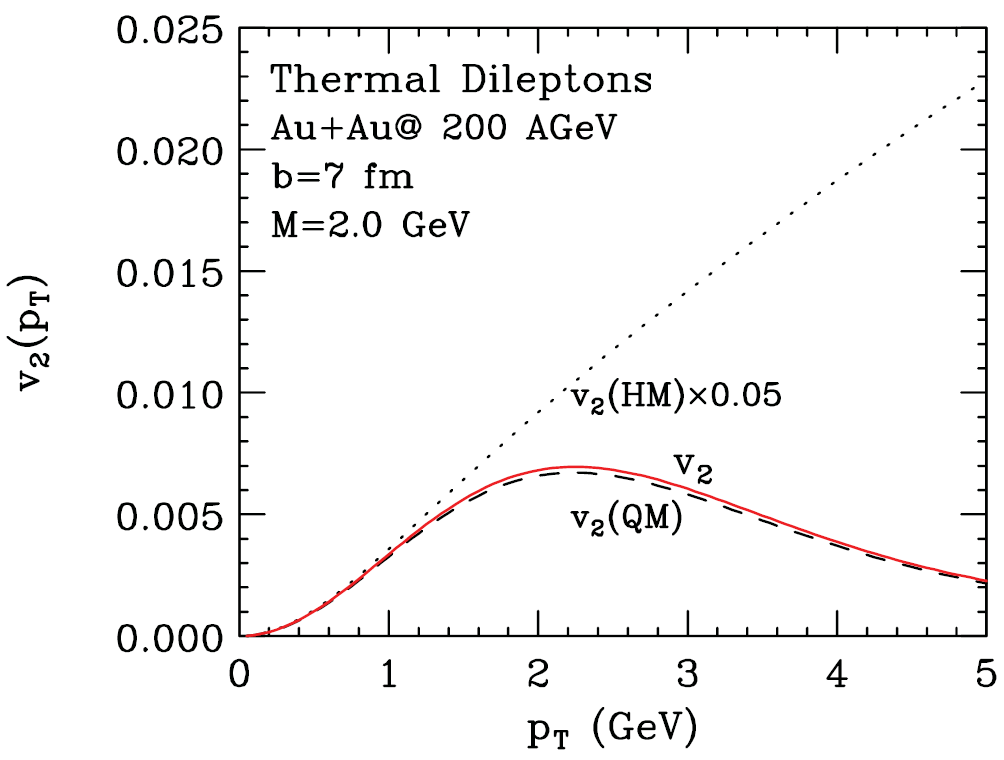 0.025
0.020
0.015
0.010
0.005
0.000
v2(pT)
Thermal Dileptons
Au+Au@ 200 AGeV
b=7 fm
M=2.0 GeV
v2(HM)×0.05
v2
v2(QM)
0 1 2 3 4 5
pT (GeV)